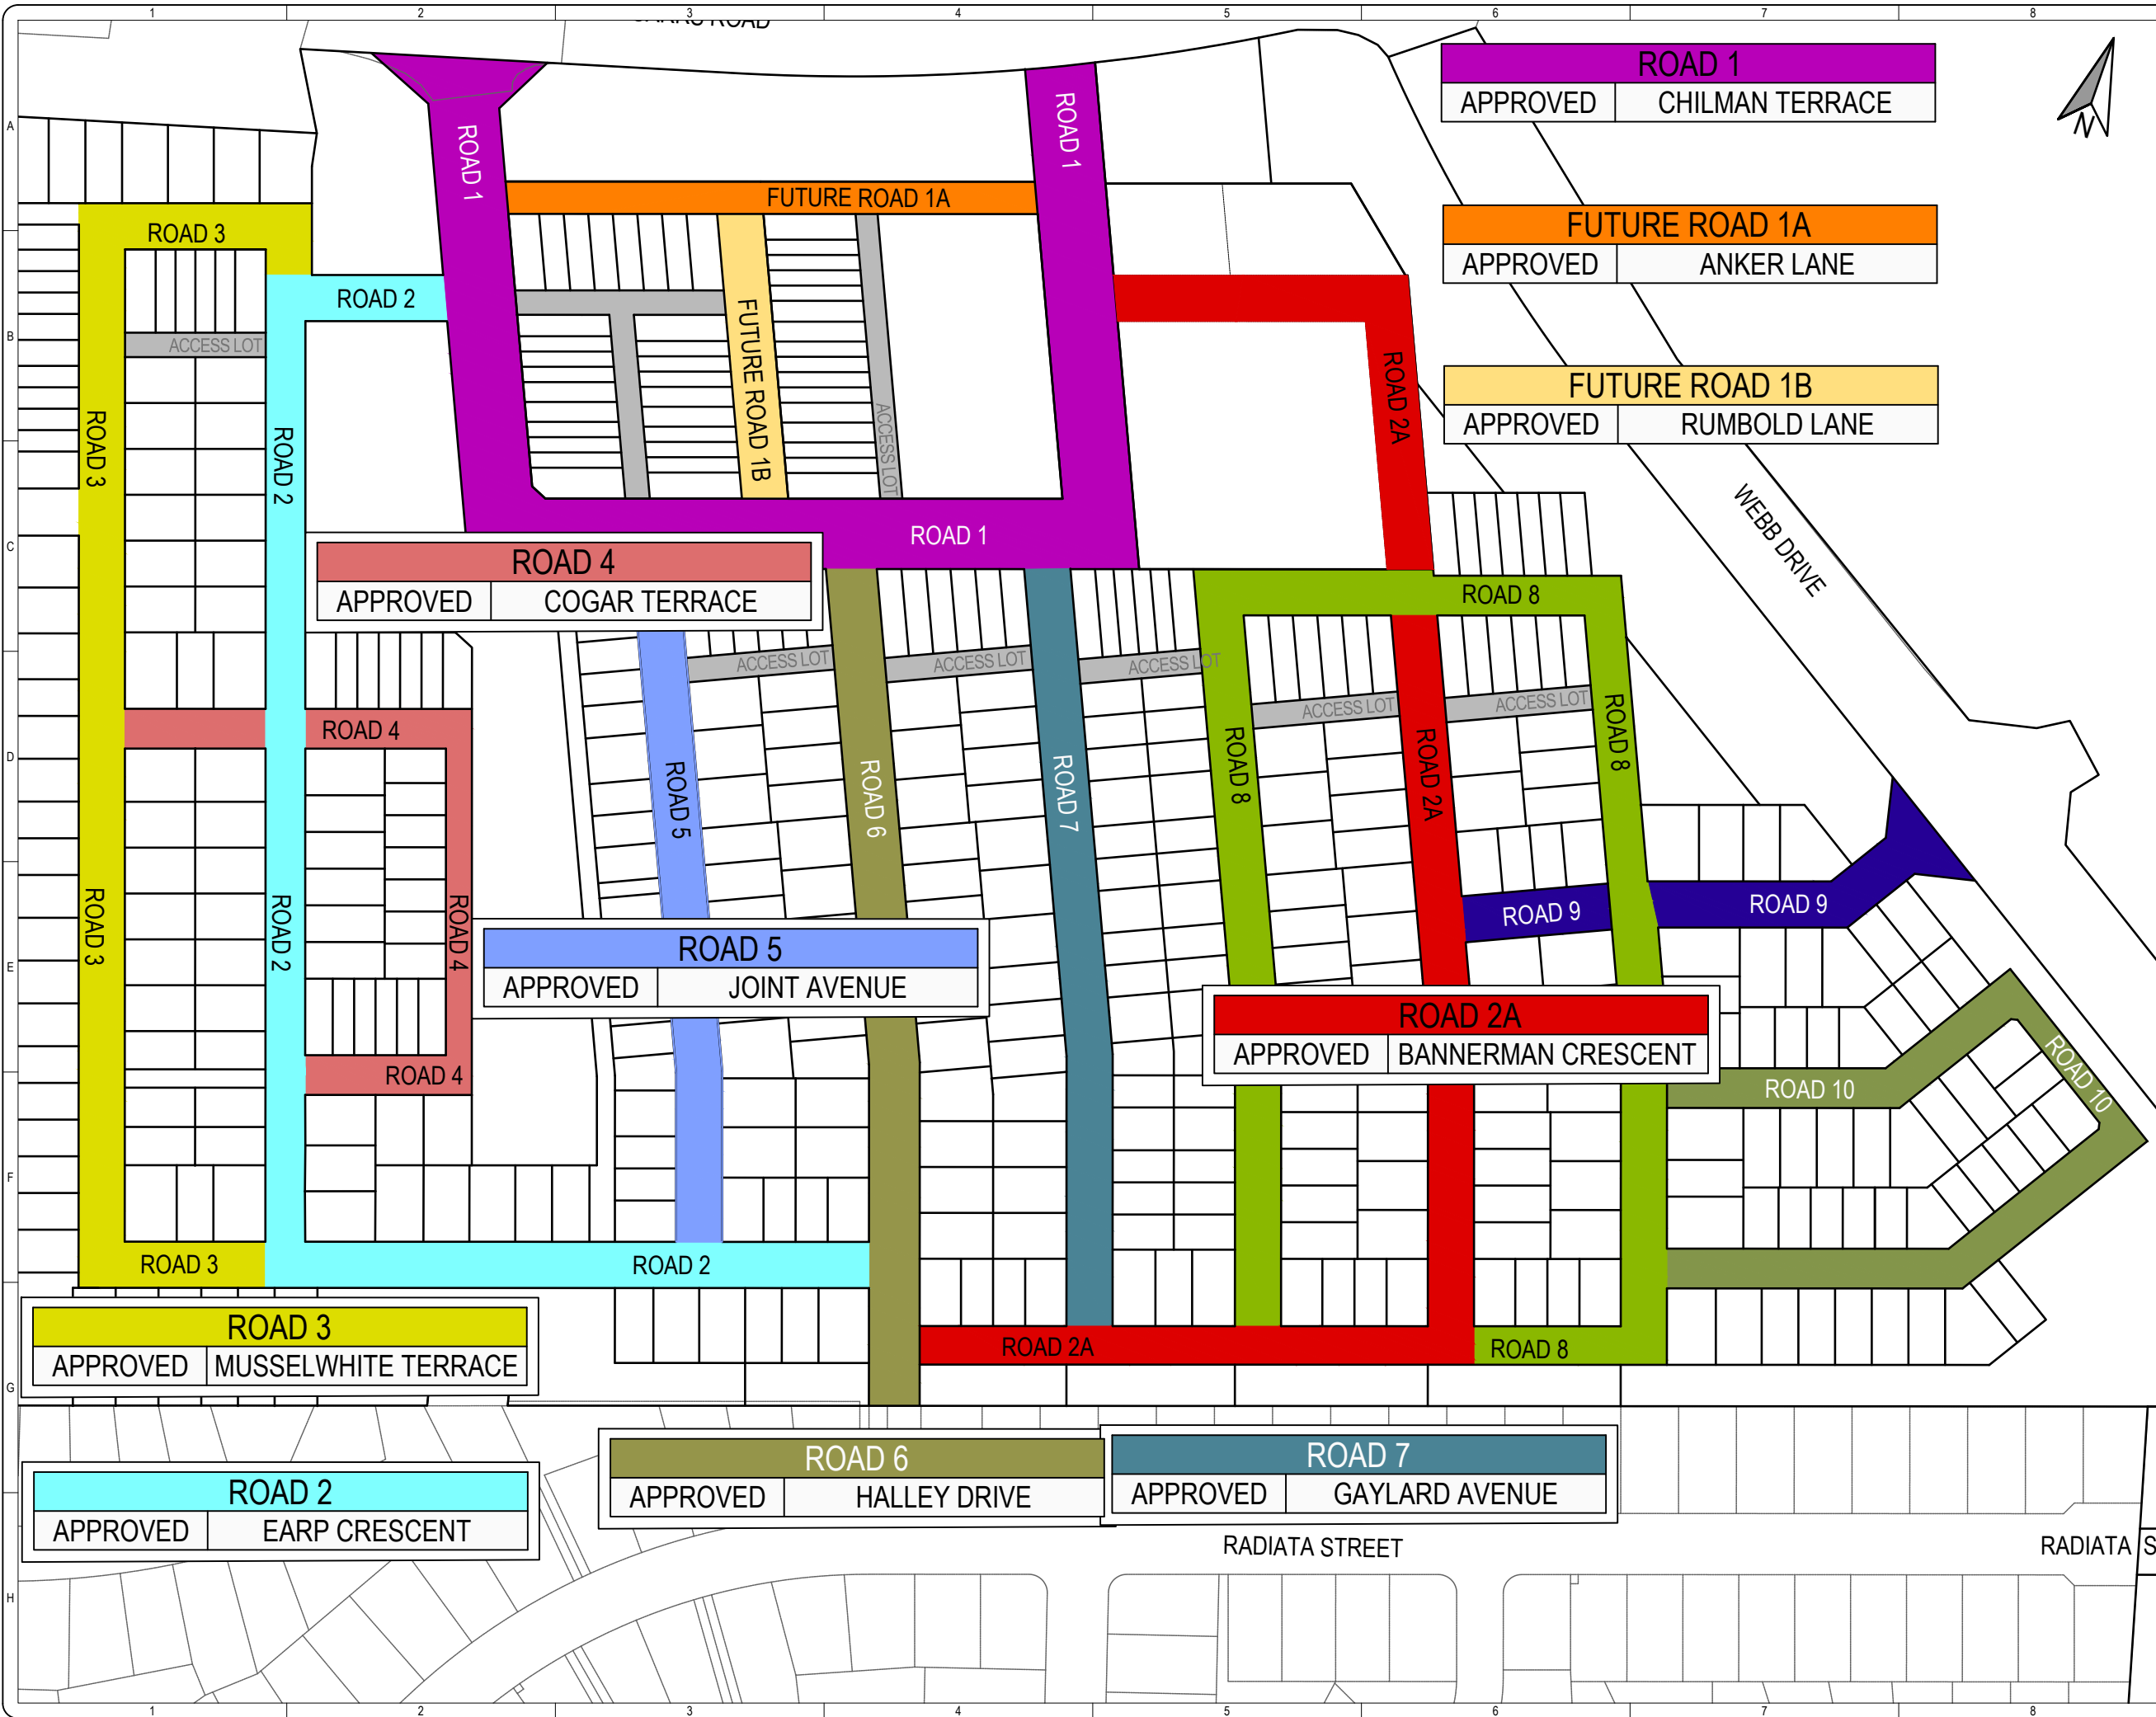 1 2 3 4 5 6 7 8
ROAD
ROAD 1
APPROVED CHILMAN TERRACE
N
A
ROAD 1
ROAD 1
FUTURE ROAD 1A
FUTURE ROAD 1A
APPROVED ANKER LANE
ROAD 3
ROAD 2
B
ACCESS LOT
FUTURE ROAD 1B
ROAD 2A
FUTURE ROAD 1B
APPROVED RUMBOLD LANE
ROAD 3
ROAD 2
ACCESS LOT
WEBB DRIVE
C
ROAD 1
ROAD 4
APPROVED COGAR TERRACE
ROAD 8
ACCESS LOT
ACCESS LOT
ACCESS LOT
ACCESS LOT
ACCESS LOT
ROAD 4
D
ROAD 5
ROAD 6
ROAD 7
ROAD 8
ROAD 2A
ROAD 8
ROAD 3
ROAD 2
ROAD 4
ROAD 9
ROAD 9
E
ROAD 5
APPROVED JOINT AVENUE
ROAD 2A
APPROVED BANNERMAN CRESCENT
ROAD 4
ROAD 10
ROAD 10
F
ROAD 3
ROAD 2
ROAD 3
APPROVED MUSSELWHITE TERRACE
ROAD 2A
ROAD 8
G
ROAD 6
APPROVED HALLEY DRIVE
ROAD 7
APPROVED GAYLARD AVENUE
ROAD 2
APPROVED EARP CRESCENT
RADIATA STREET
RADIATA S
H
1 2 3 4 5 6 7 8